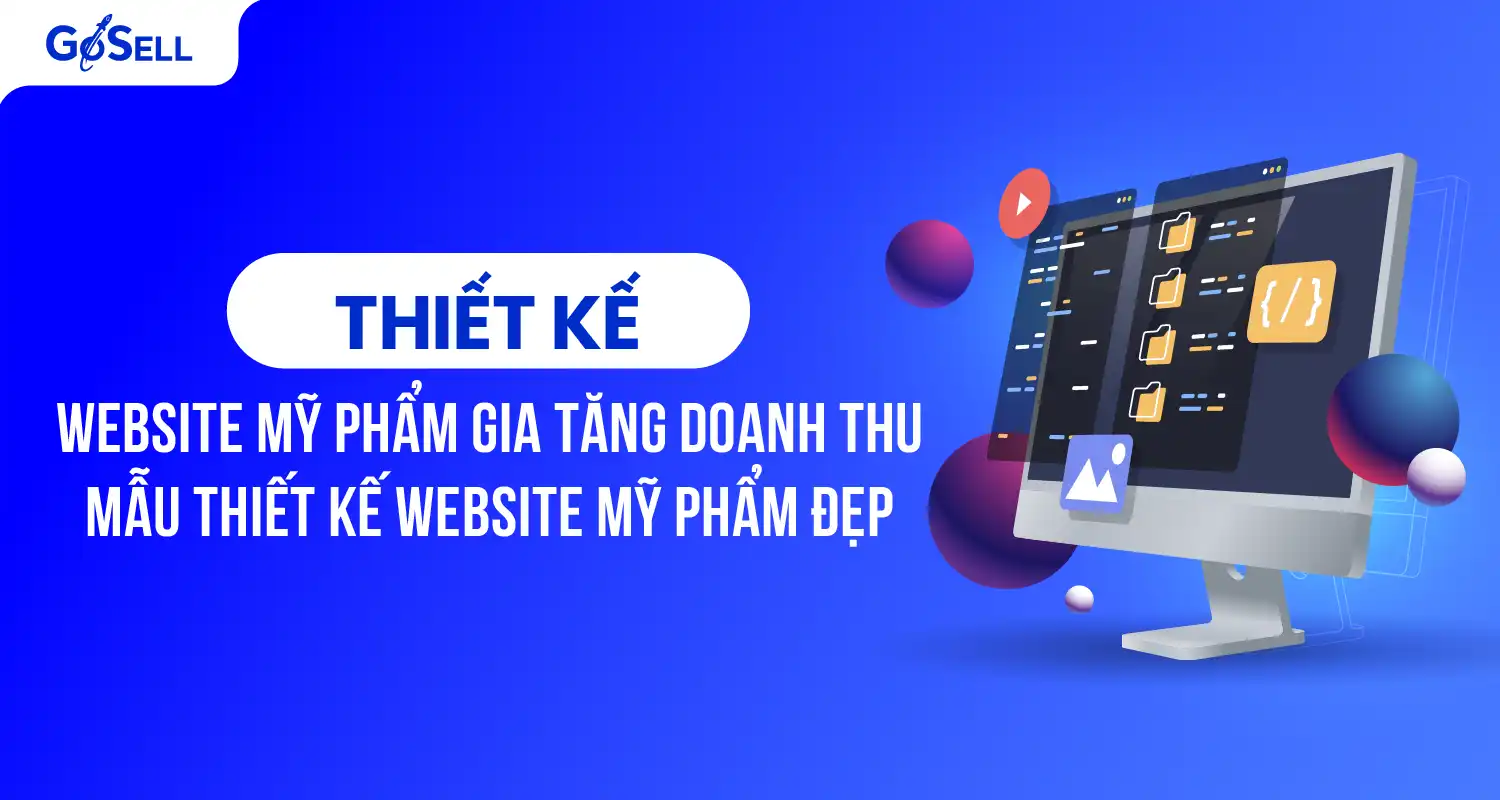 GoSELL
THIẾT KẾ
WEBSITE MỸ PHẨM GIA TĂNG DOANH THU
MẪU THIẾT KẾ WEBSITE MỸ PHẨM ĐẸP
{/}